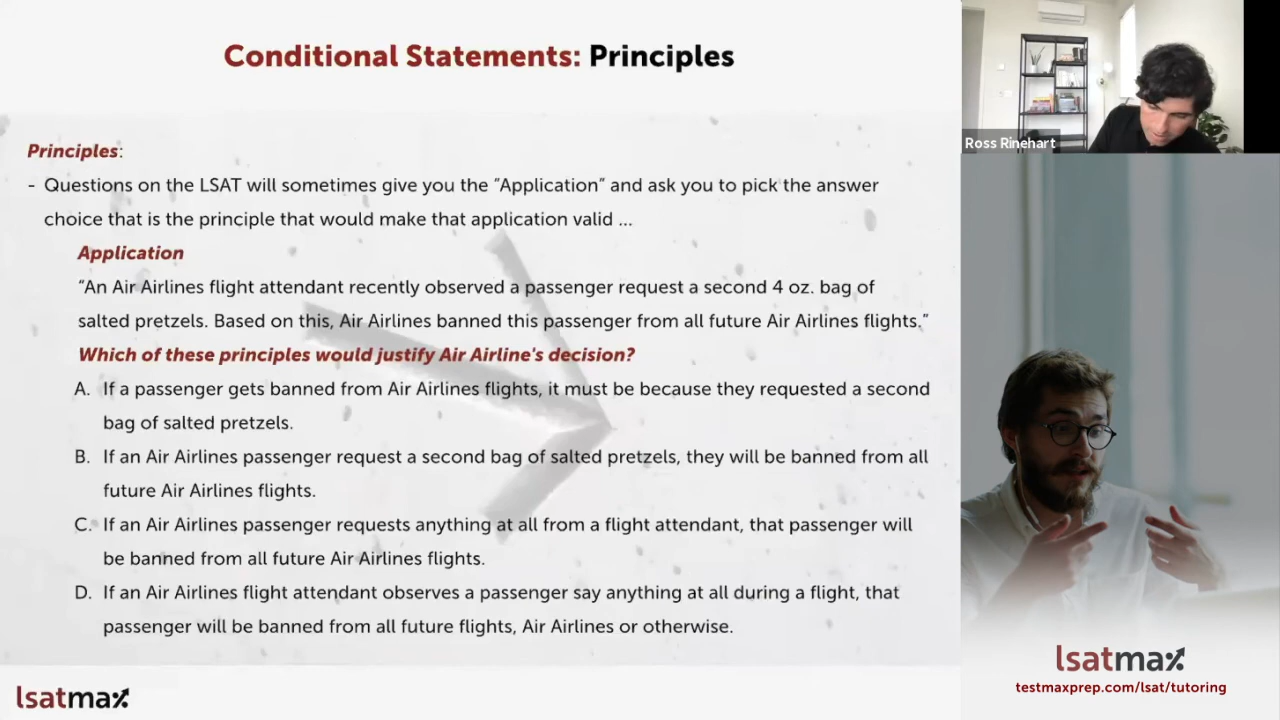 Conditional Statements: Principles
Principles:
- Questions on the LSAT will sometimes give you the “Application” and ask you to pick the answer
choice that is the principle that would make that application valid ...
Application
“An Air Airlines flight attendant recently observed a passenger request a second 4 oz. bag of
salted pretzels. Based on this, Air Airlines banned this passenger from all future Air Airlines flights.”
Which of these principles would justify Air Airline's decision?
A. If a passenger gets banned from Air Airlines flights, it must be because they requested a second
bag of salted pretzels.
B. If an Air Airlines passenger request a second bag of salted pretzels, they will be banned from all
future Air Airlines flights.
C. If an Air Airlines passenger requests anything at all from a flight attendant, that passenger will
be banned from all future Air Airlines flights.
D. If an Air Airlines flight attendant observes a passenger say anything at all during a flight, that
passenger will be banned from all future flights, Air Airlines or otherwise.
lsatmax
Ross Rinehart
lsatmax
testmaxprep.com/lsat/tutoring